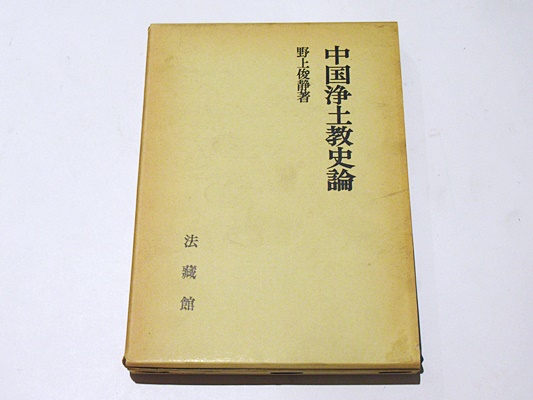 中国浄土教史論
野上俊静著
法藏館